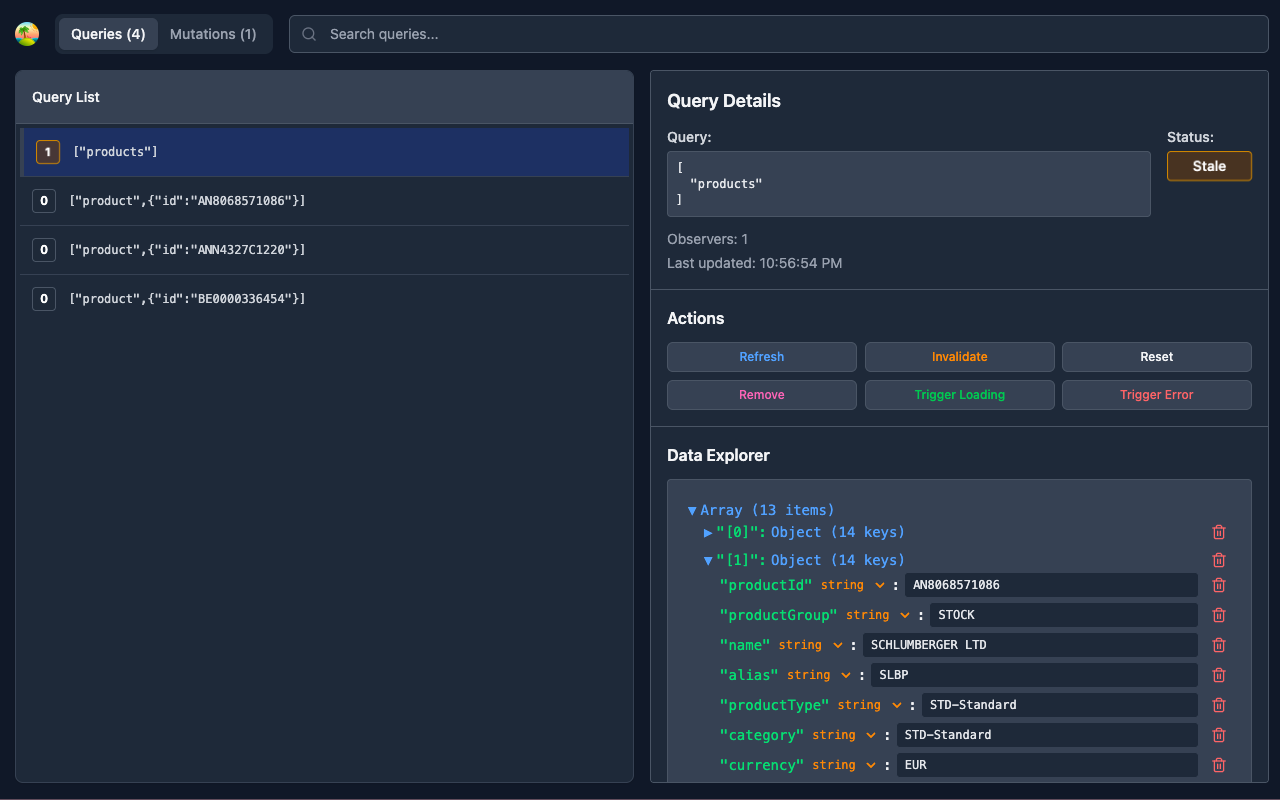 Queries (4) Mutations (1) Search queries...
Query List
1 ["products"]
0 ["product",{"id":"AN8068571086"}]
0 ["product",{"id":"ANN4327C1220"}]
0 ["product",{"id":"BE0000336454"}]
Query Details
Query: Status:
[
"products"
]
Stale
Observers: 1
Last updated: 10:56:54 PM
Actions
Refresh Invalidate Reset
Remove Trigger Loading Trigger Error
Data Explorer
▼ Array (13 items)
▶ "[0]": Object (14 keys)
▼ "[1]": Object (14 keys)
"productId" string : AN8068571086
"productGroup" string : STOCK
"name" string : SCHLUMBERGER LTD
"alias" string : SLBP
"productType" string : STD-Standard
"category" string : STD-Standard
"currency" string : EUR